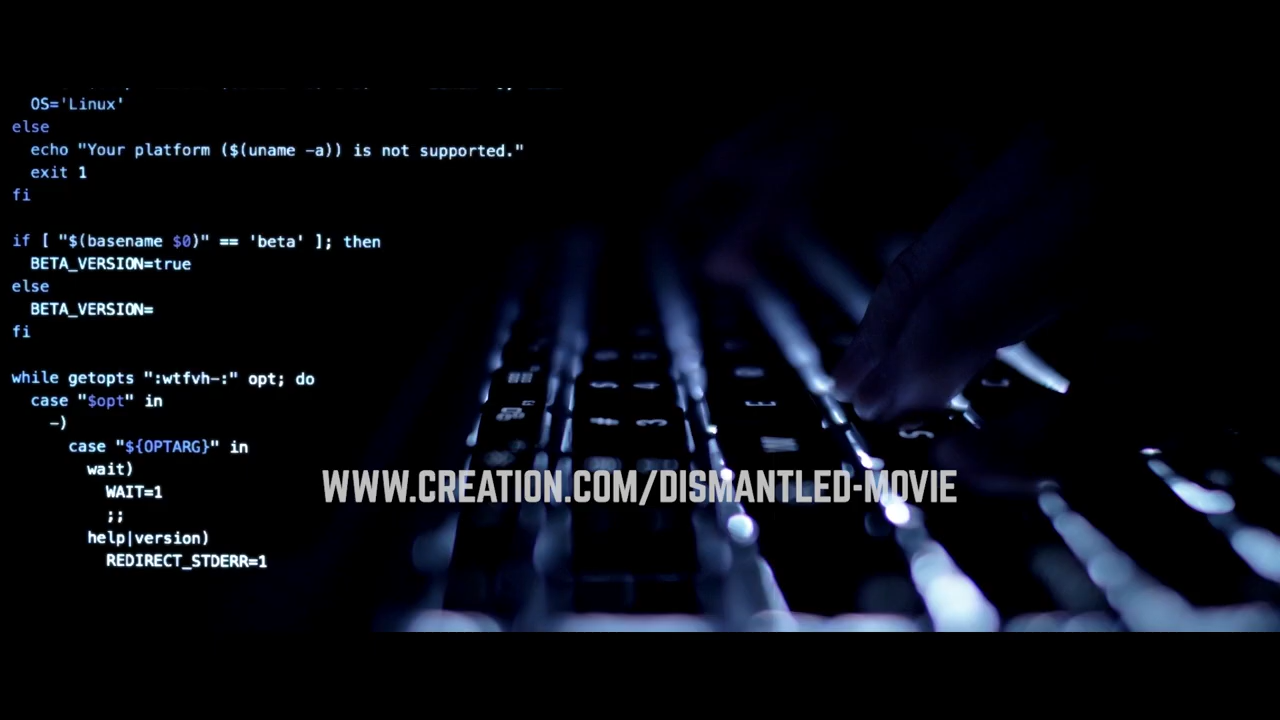 OS='Linux'
else
echo "Your platform ($(uname -a)) is not supported."
exit 1
fi
if [ "$(basename $0)" == 'beta' ]; then
BETA_VERSION=true
else
BETA_VERSION=
fi
while getopts ":wtfvh-:" opt; do
case "$opt" in
-)
case "${OPTARG}" in
wait)
WAIT=1
;;
help|version)
REDIRECT_STDERR=1
WWW.CREATION.COM/DISMANTLED-MOVIE